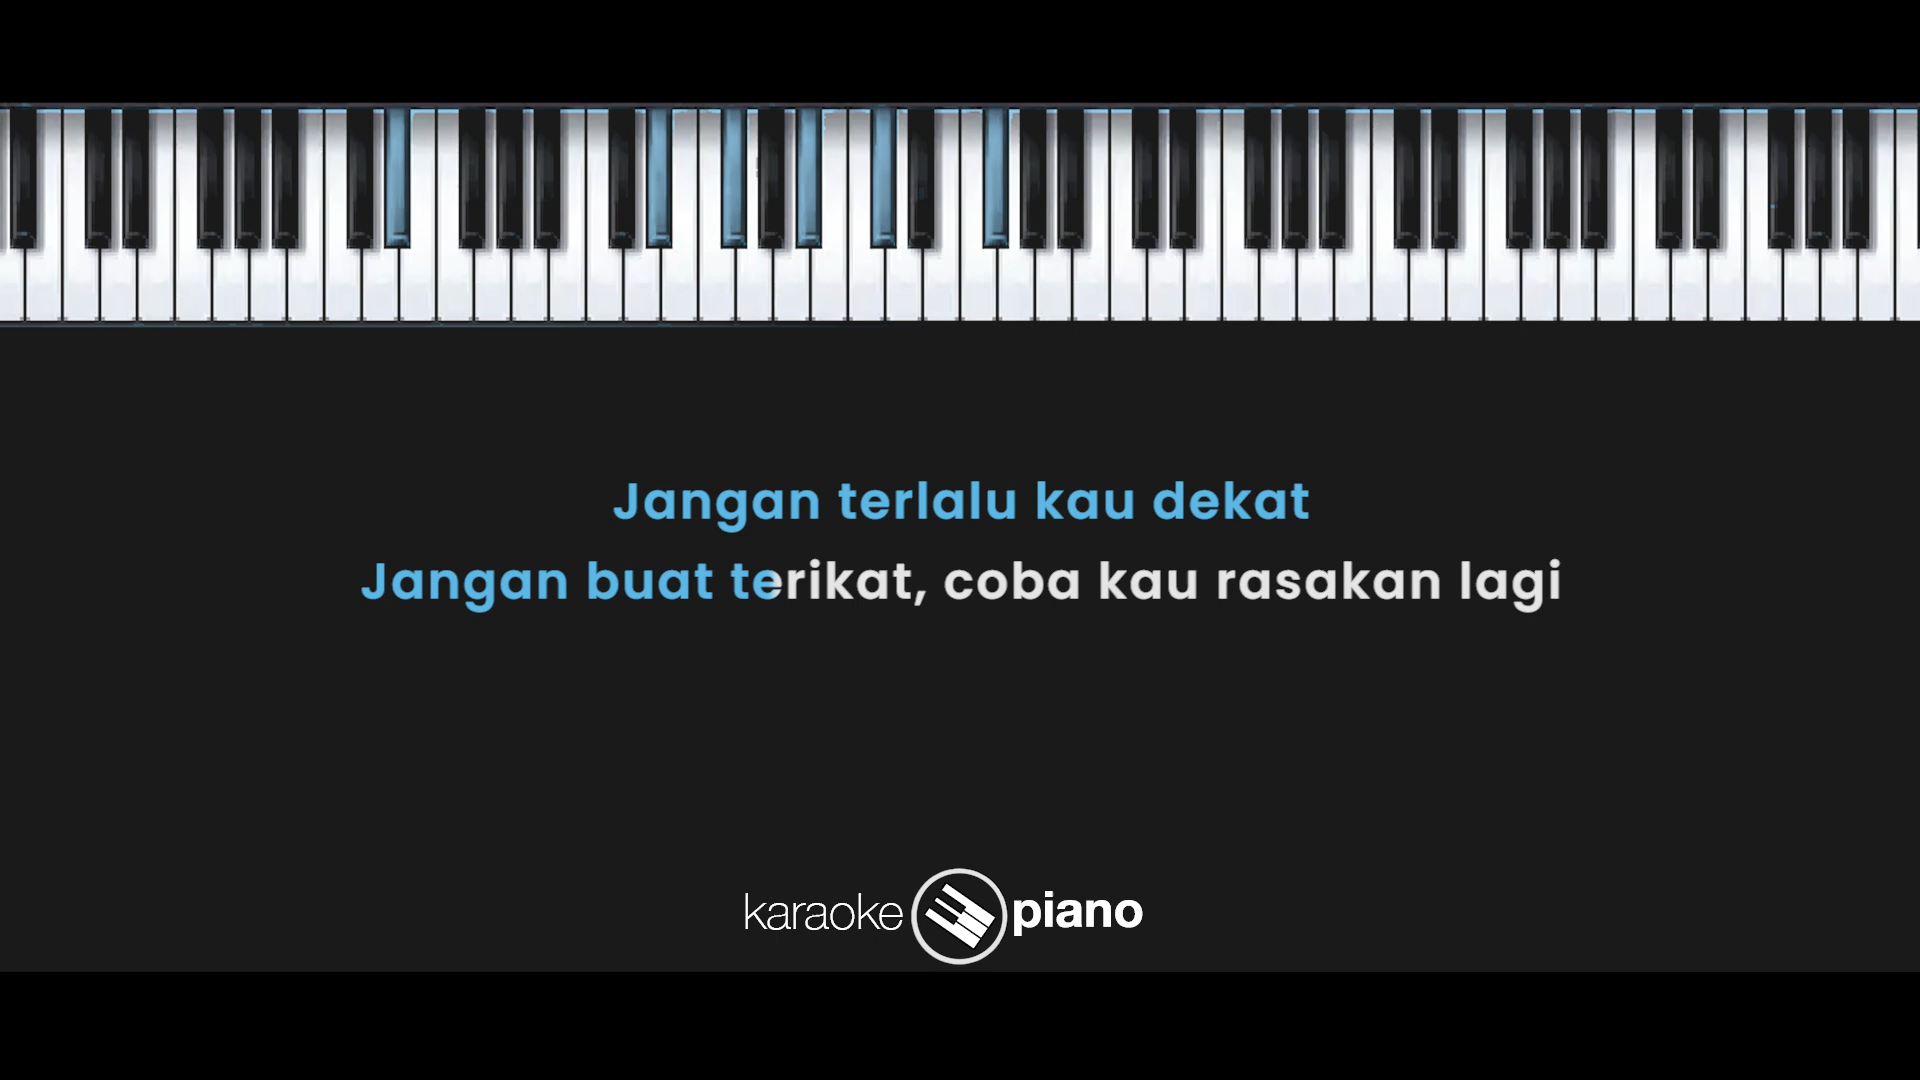 Jangan terlalu kau dekat
Jangan buat terikat, coba kau rasakan lagi
karaoke piano